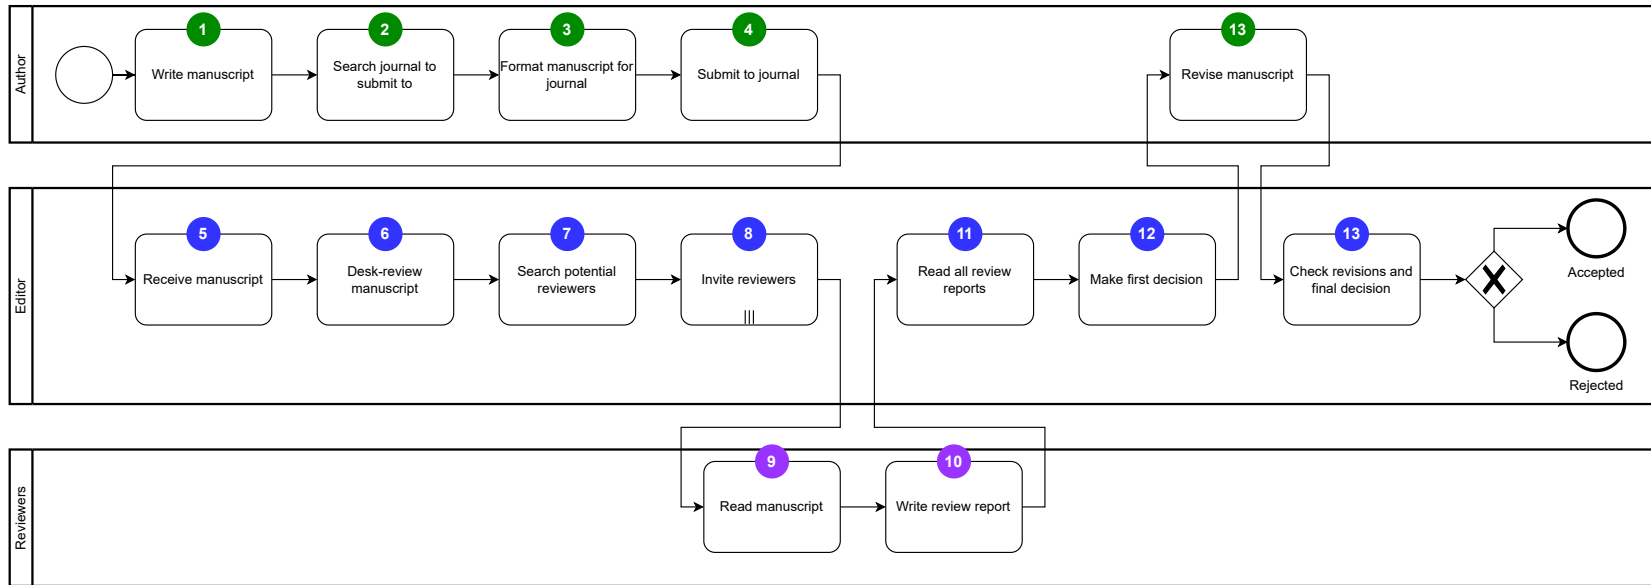 Author
1
Write manuscript
2
Search journal to
submit to
3
Format manuscript for
journal
4
Submit to journal
13
Revise manuscript
Editor
5
Receive manuscript
6
Desk-review
manuscript
7
Search potential
reviewers
8
Invite reviewers
11
Read all review
reports
12
Make first decision
13
Check revisions and
final decision
Accepted
Rejected
Reviewers
9
Read manuscript
10
Write review report